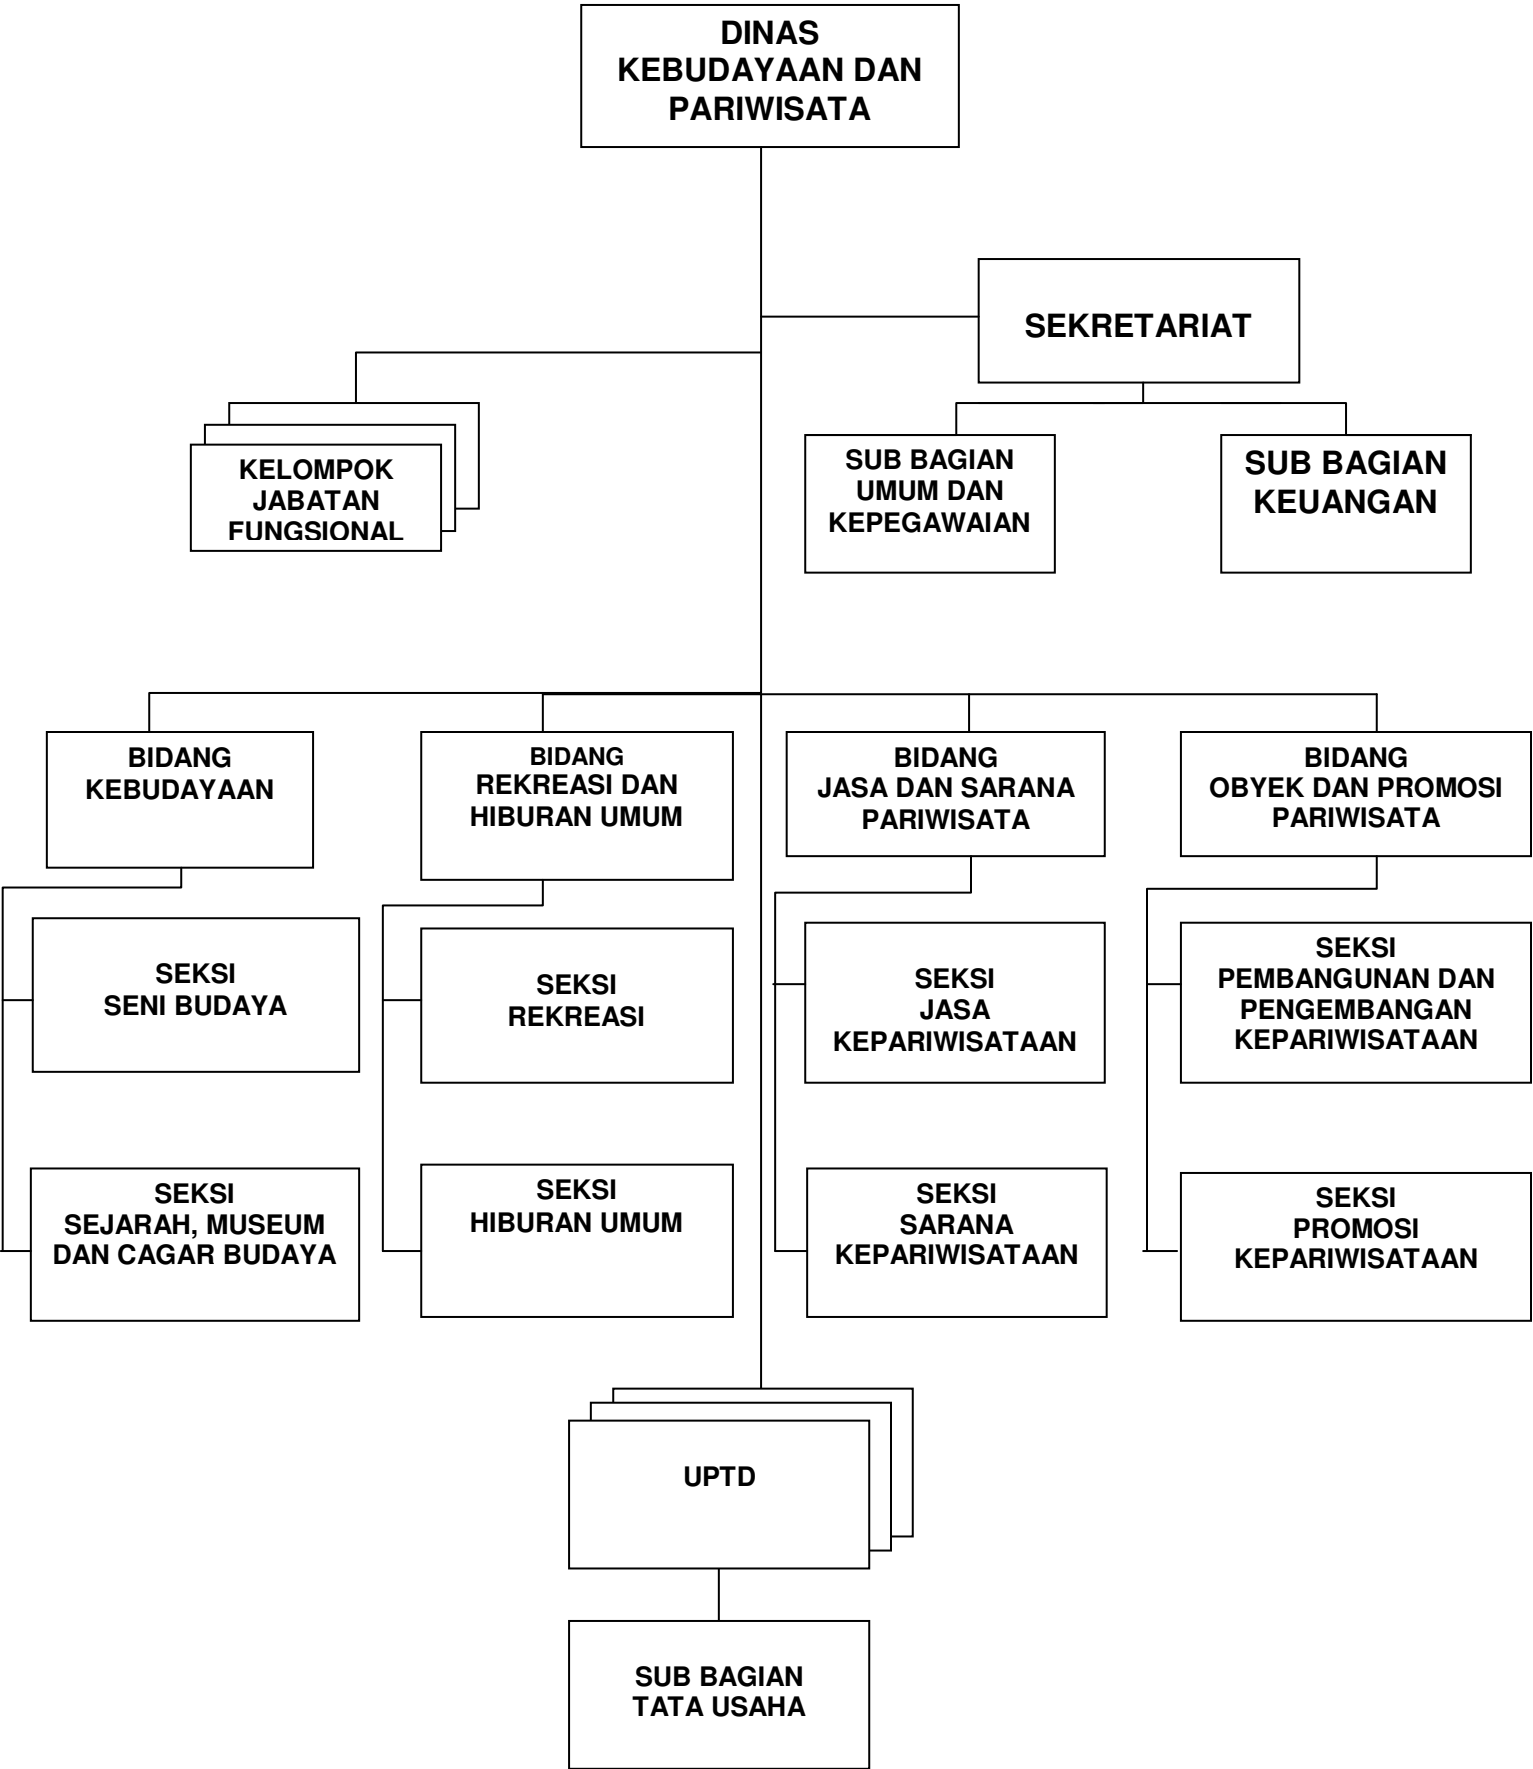 DINAS
KEBUDAYAAN DAN
PARIWISATA
SEKRETARIAT
KELOMPOK
JABATAN
FUNGSIONAL
SUB BAGIAN
UMUM DAN
KEPEGAWAIAN
SUB BAGIAN
KEUANGAN
BIDANG
KEBUDAYAAN
BIDANG
REKREASI DAN
HIBURAN UMUM
BIDANG
JASA DAN SARANA
PARIWISATA
BIDANG
OBYEK DAN PROMOSI
PARIWISATA
SEKSI
SENI BUDAYA
SEKSI
REKREASI
SEKSI
JASA
KEPARIWISATAAN
SEKSI
PEMBANGUNAN DAN
PENGEMBANGAN
KEPARIWISATAAN
SEKSI
SEJARAH, MUSEUM
DAN CAGAR BUDAYA
SEKSI
HIBURAN UMUM
SEKSI
SARANA
KEPARIWISATAAN
SEKSI
PROMOSI
KEPARIWISATAAN
UPTD
SUB BAGIAN
TATA USAHA